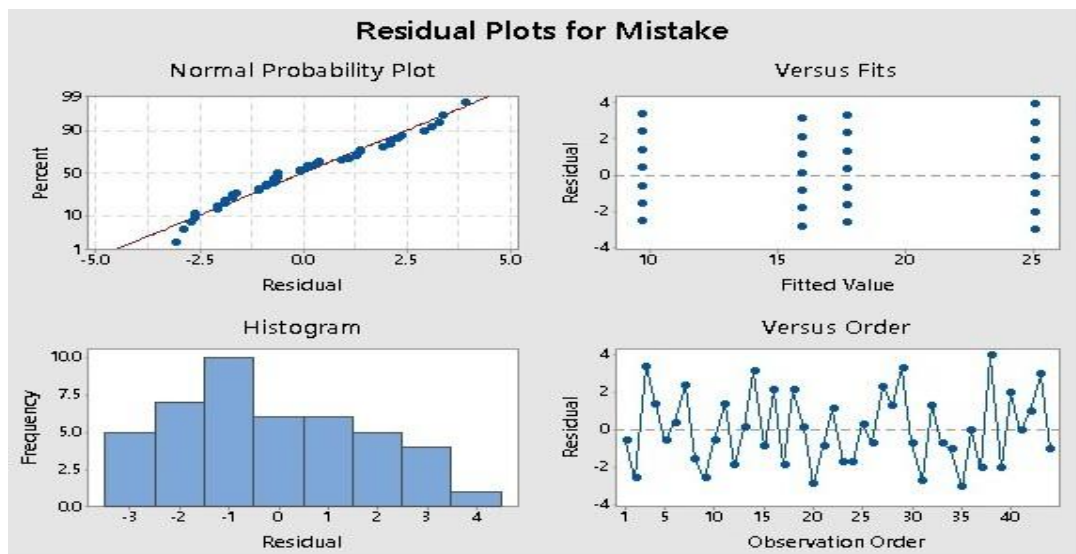 Residual Plots for Mistake
Normal Probability Plot
99
90
50
10
1
Percent
-5.0 -2.5 0.0 2.5 5.0
Residual
Versus Fits
4
2
0
-2
-4
Residual
10 15 20 25
Fitted Value
Histogram
10.0
7.5
5.0
2.5
0.0
Frequency
-3 -2 -1 0 1 2 3 4
Residual
Versus Order
4
2
0
-2
-4
Residual
1 5 10 15 20 25 30 35 40
Observation Order